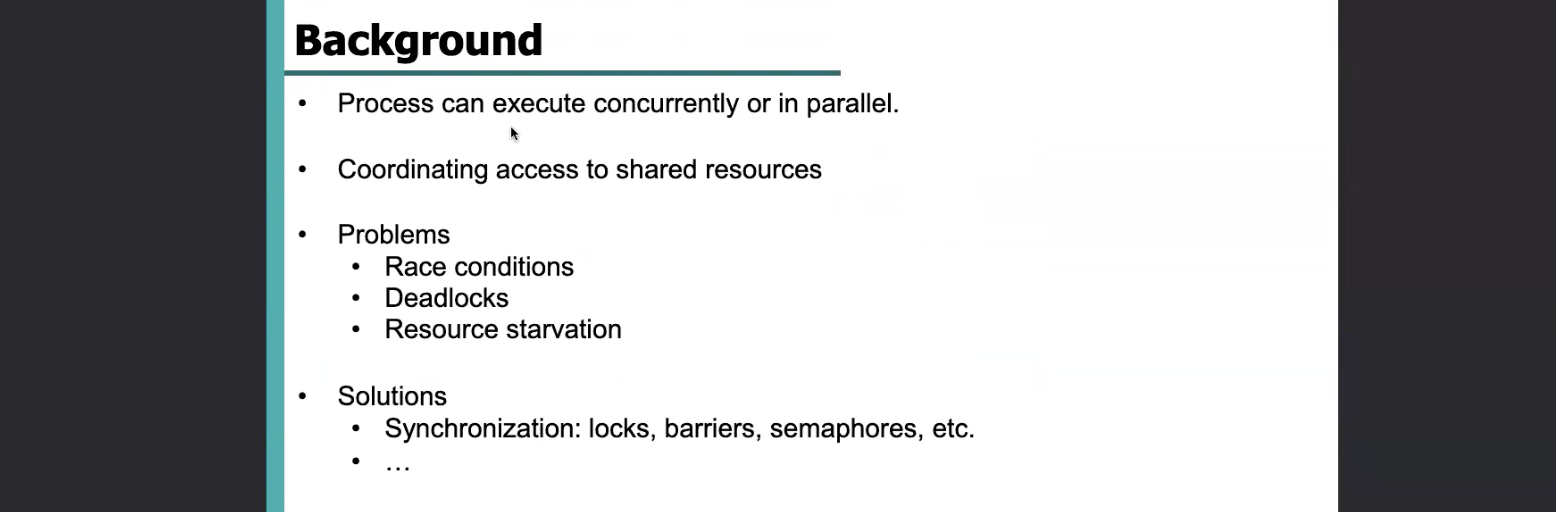 Background
• Process can execute concurrently or in parallel.
• Coordinating access to shared resources
• Problems
• Race conditions
• Deadlocks
• Resource starvation
• Solutions
• Synchronization: locks, barriers, semaphores, etc.
• …